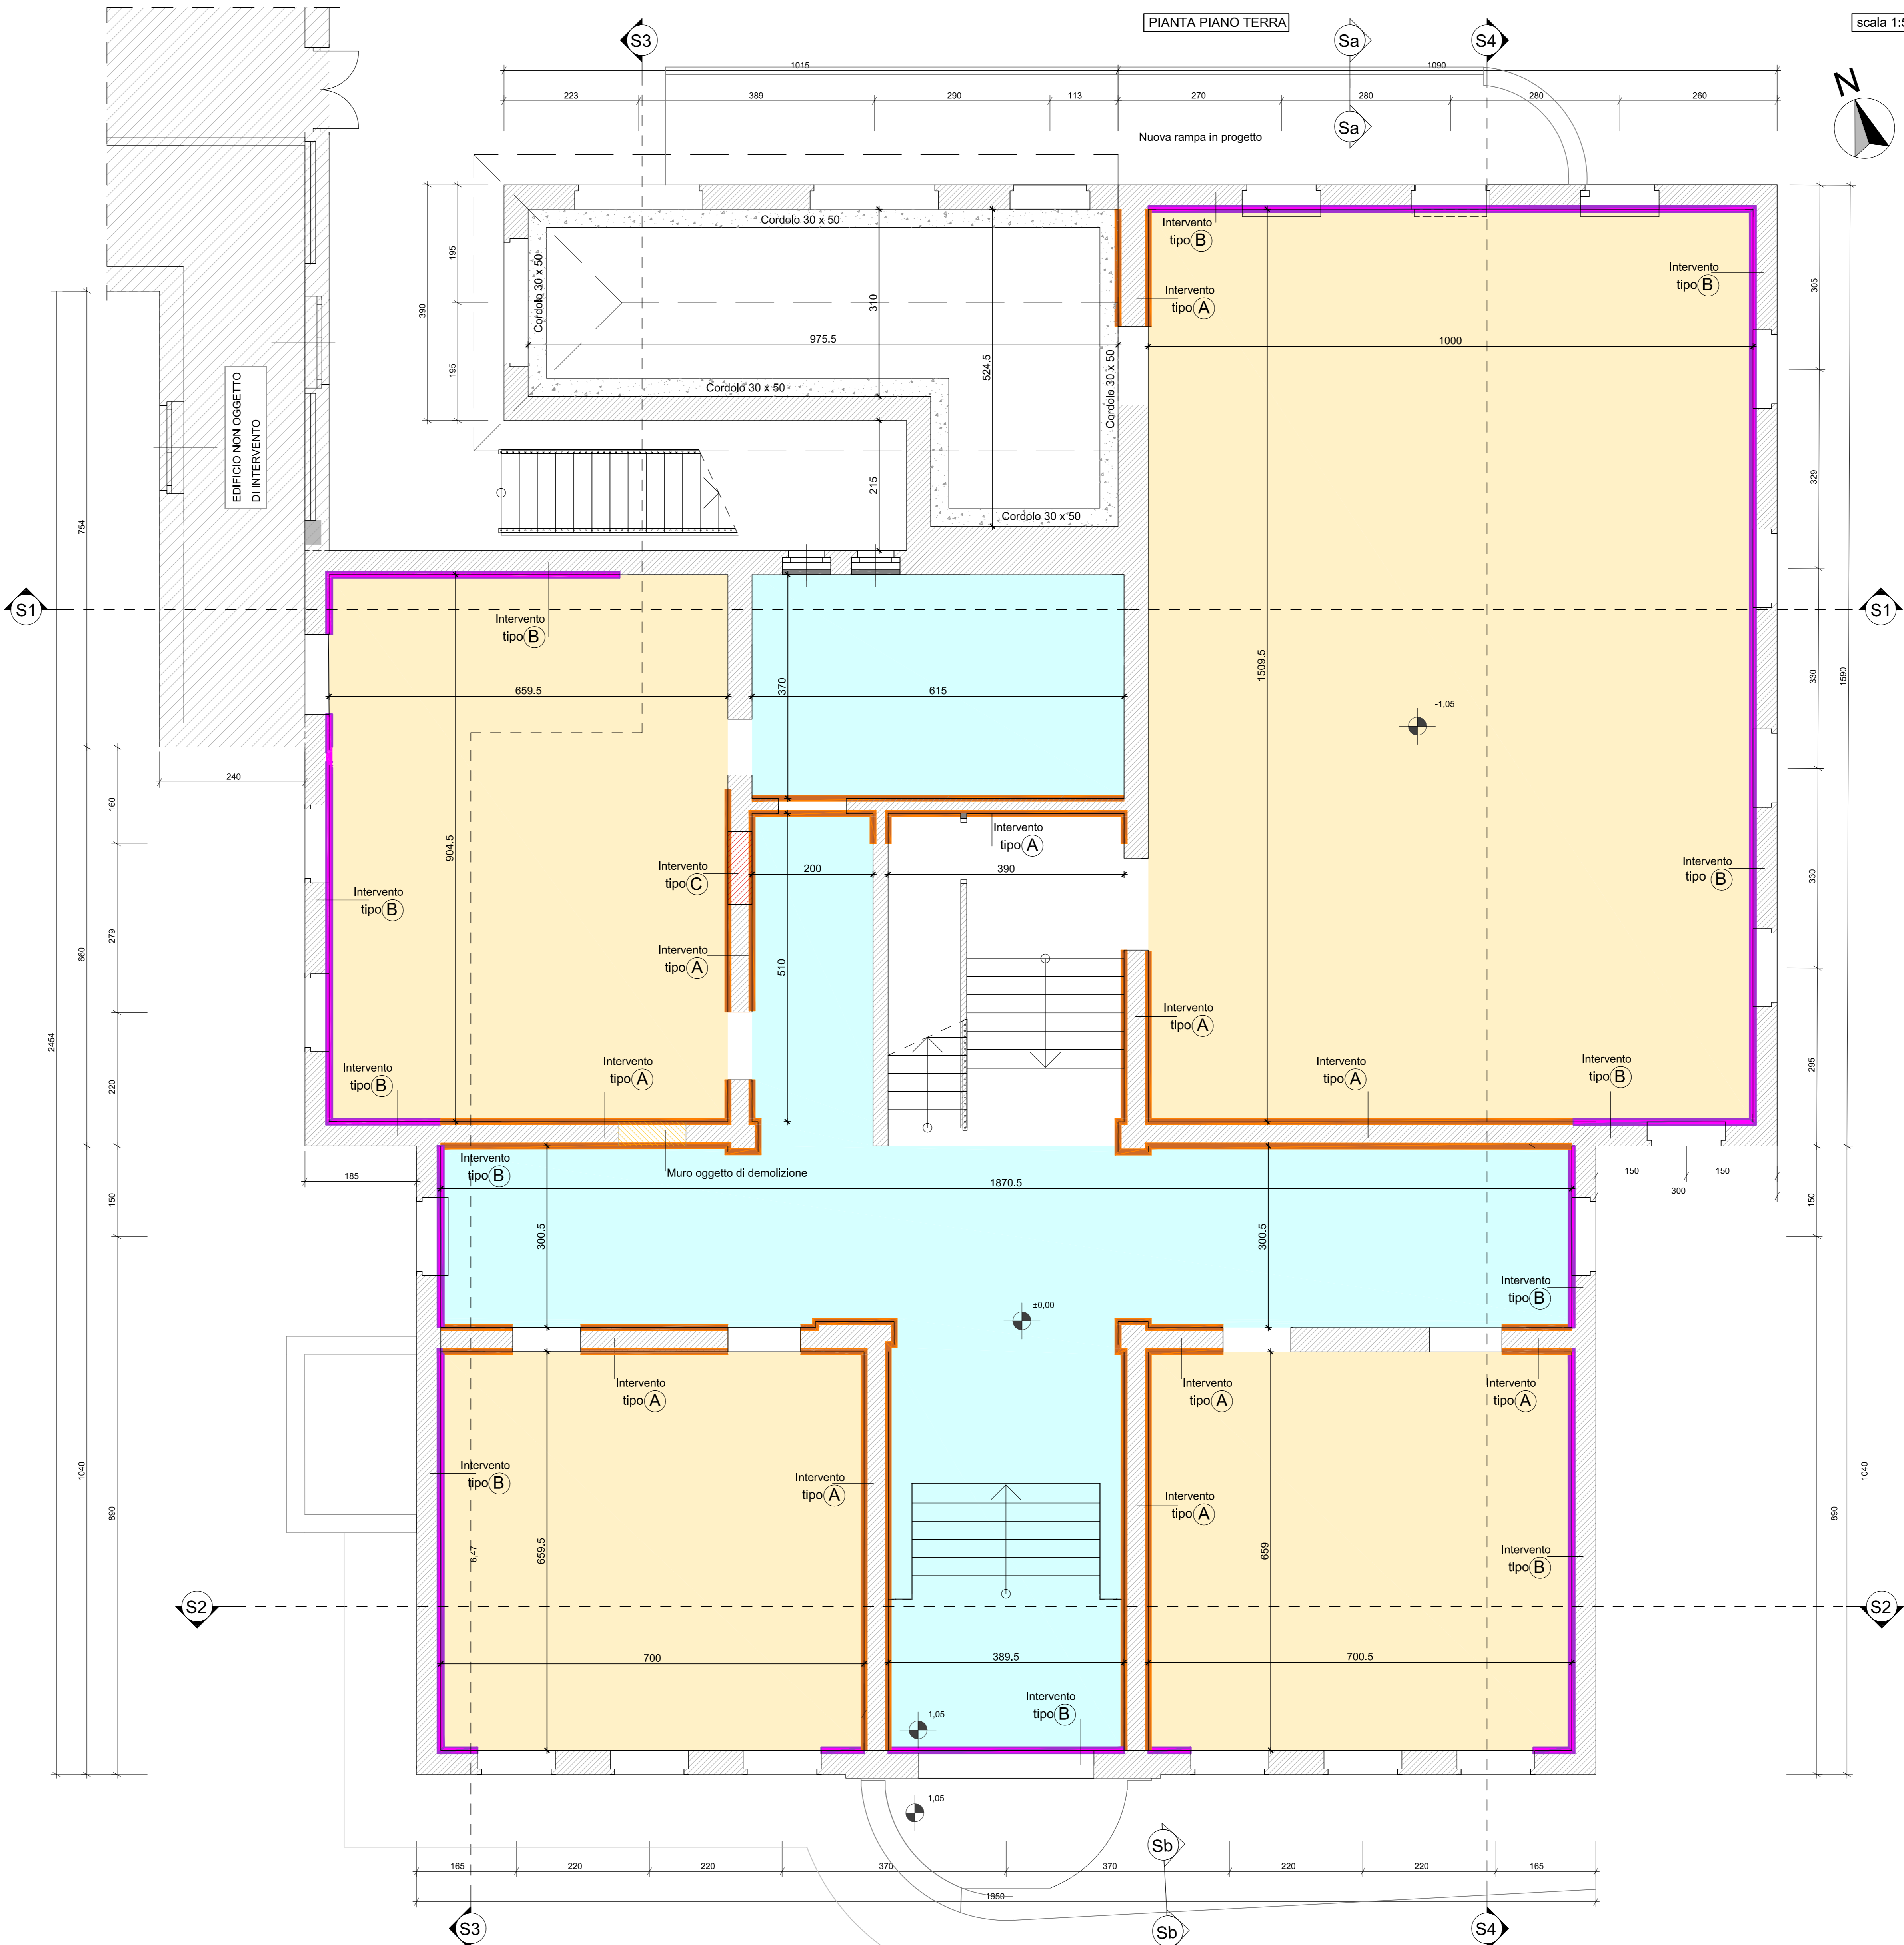 PIANTA PIANO TERRA
scala 1:5
S3
Sa
S4
N
1015
1090
223
389
290
113
270
280
280
260
Sa
Nuova rampa in progetto
Cordolo 30 x 50
Intervento
tipo B
Intervento
tipo B
Intervento
tipo A
195
390
195
Cordolo 30 x 50
310
975.5
524.5
1000
305
Cordolo 30 x 50
Cordolo 30 x 50
EDIFICIO NON OGGETTO
DI INTERVENTO
215
Cordolo 30 x 50
329
754
S1
S1
Intervento
tipo B
659.5
370
615
1509.5
-1,05
330
1590
240
160
904.5
Intervento
tipo A
Intervento
tipo C
200
390
Intervento
tipo B
330
Intervento
tipo B
279
660
Intervento
tipo A
510
2454
Intervento
tipo A
Intervento
tipo B
Intervento
tipo A
Intervento
tipo A
Intervento
tipo B
220
295
Intervento
tipo B
Muro oggetto di demolizione
185
150
1870.5
150
150
300
150
300.5
300.5
Intervento
tipo B
±0,00
Intervento
tipo A
Intervento
tipo A
Intervento
tipo A
Intervento
tipo B
Intervento
tipo A
Intervento
tipo A
1040
890
1040
890
6,47
659.5
659
Intervento
tipo B
S2
S2
700
389.5
700.5
Intervento
tipo B
-1,05
-1,05
Sb
165
220
220
370
370
220
220
165
1950
S3
Sb
S4